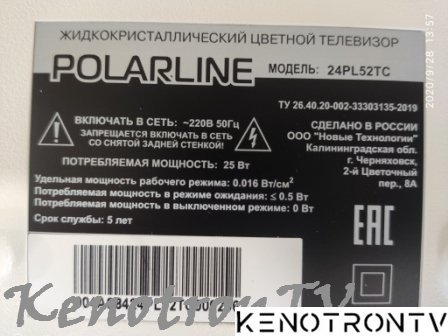 ЖИДКОКРИСТАЛЛИЧЕСКИЙ ЦВЕТНОЙ ТЕЛЕВИЗОР
POLARLINE МОДЕЛЬ: 24PL52TC
ТУ 26.40.20-002-33303135-2019
ВКЛЮЧАТЬ В СЕТЬ: ~220В 50Гц
ЗАПРЕЩАЕТСЯ ВКЛЮЧАТЬ В СЕТЬ
СО СНЯТОЙ ЗАДНЕЙ СТЕНКОЙ!
ПОТРЕБЛЯЕМАЯ МОЩНОСТЬ: 25 Вт
СДЕЛАНО В РОССИИ
ООО "Новые Технологии"
Калининградская обл.
г. Черняховск,
2-й Цветочный
пер., 8А
Удельная мощность рабочего режима: 0.016 Вт/см²
Потребляемая мощность в режиме ожидания: ≤ 0.5 Вт
Потребляемая мощность в выключенном режиме: 0 Вт
Срок службы: 5 лет
EAC
2020/9/28 13:57
KenotronTV
KENOTRONTV